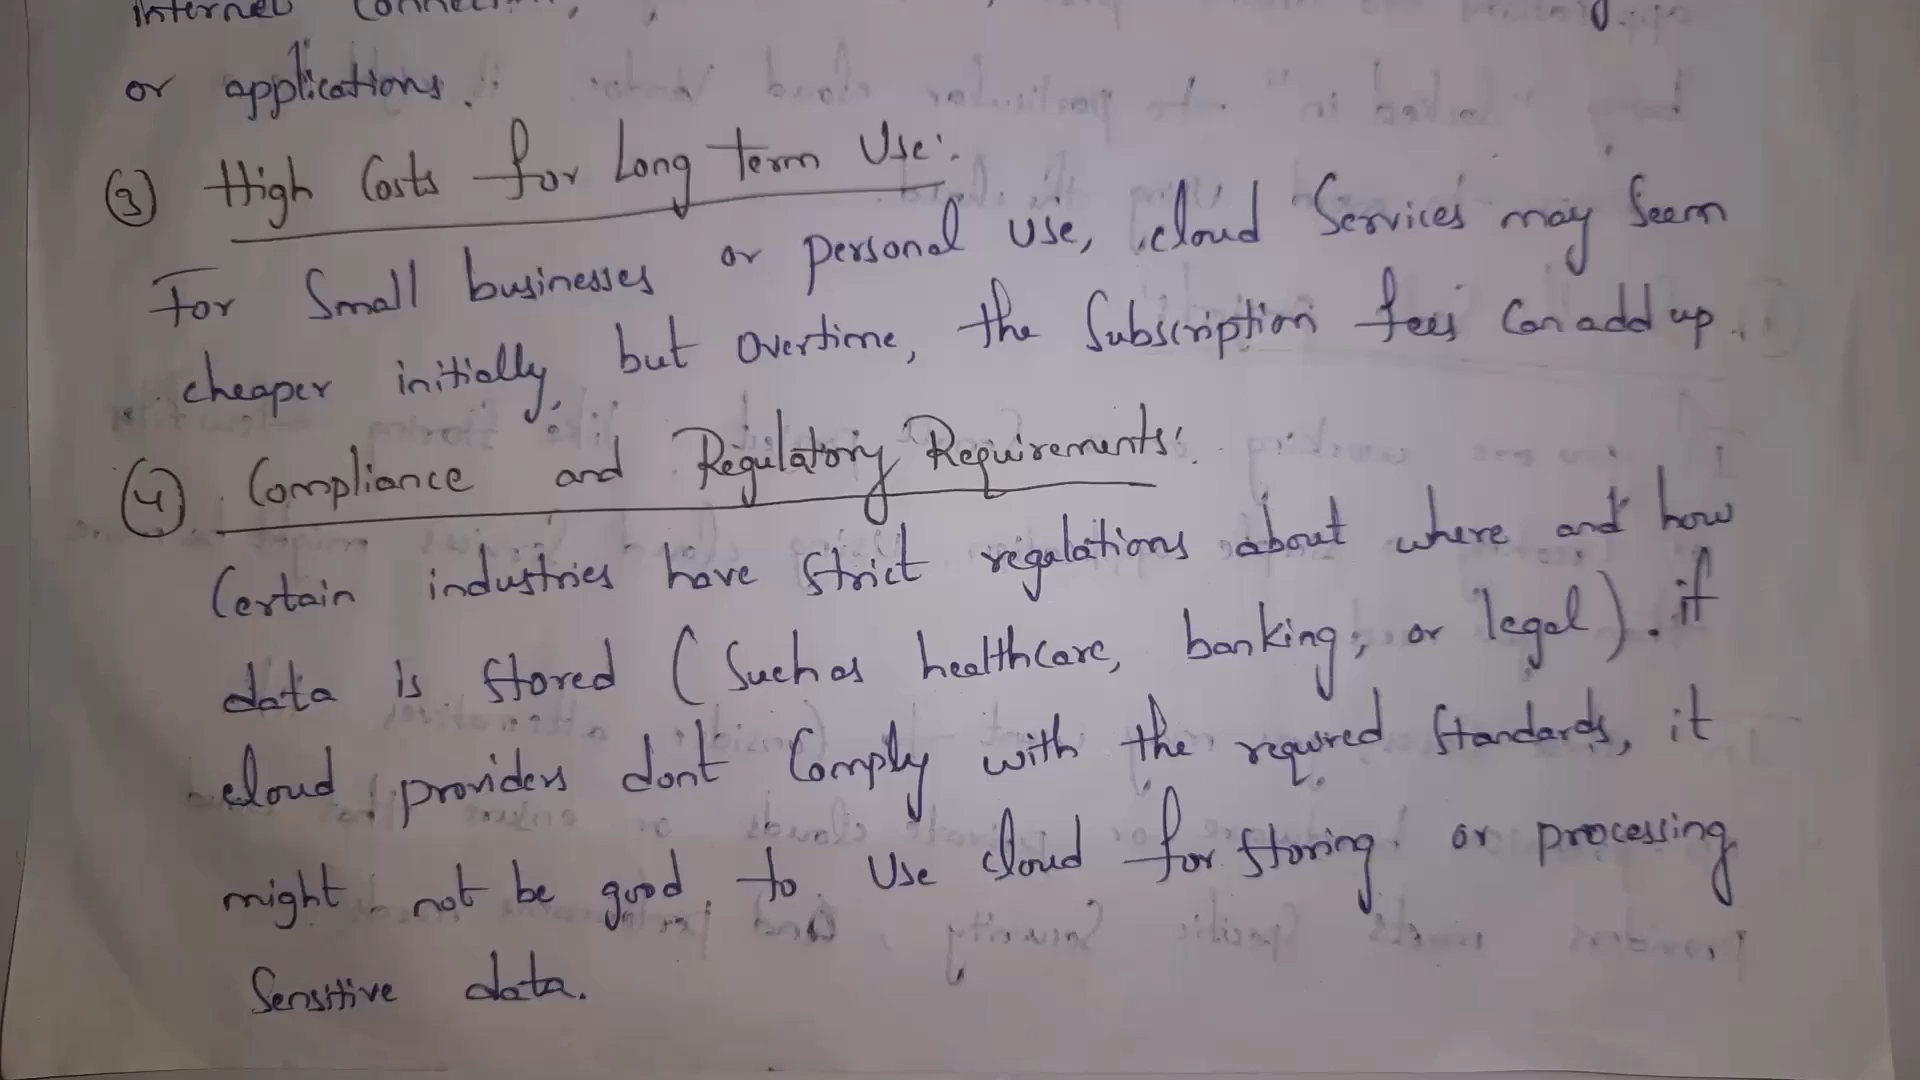 internet
or applications.
③ High Costs for Long term Use:
For Small businesses or personal use, cloud Services may Seem
cheaper initially, but overtime, the Subscription fees Can add up.
④ Compliance and Regulatory Requirements:
Certain industries have strict regalations about where and how
data is stored (Such as healthcare, banking, or legal). if
cloud providers dont Comply with the required Standards, it
might not be good to Use cloud for storing or processing
Sensitive data.